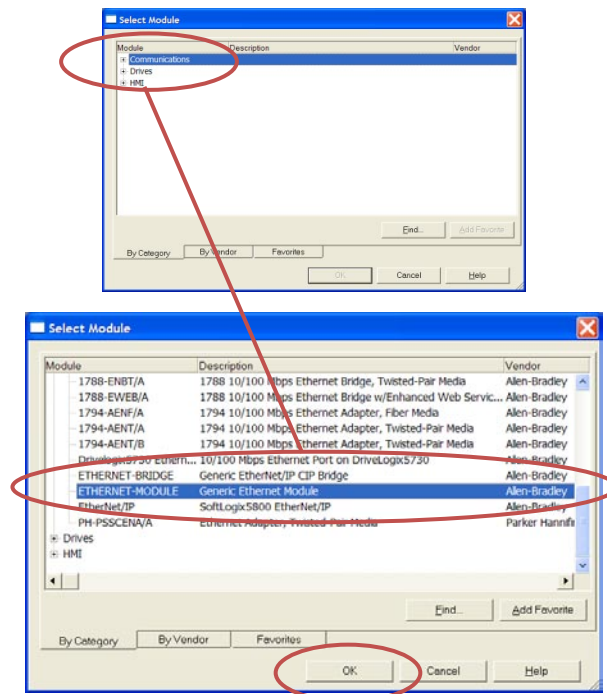 Select Module
Module Description Vendor
Communications
Drives
HMI
Find... Add Favorite
By Category By Vendor Favorites
OK Cancel Help
Select Module
Module Description Vendor
1788-ENBT/A 1788 10/100 Mbps Ethernet Bridge, Twisted-Pair Media Allen-Bradley
1788-EWEB/A 1788 10/100 Mbps Ethernet Bridge w/Enhanced Web Servic... Allen-Bradley
1794-AENF/A 1794 10/100 Mbps Ethernet Adapter, Fiber Media Allen-Bradley
1794-AENT/A 1794 10/100 Mbps Ethernet Adapter, Twisted-Pair Media Allen-Bradley
1794-AENT/B 1794 10/100 Mbps Ethernet Adapter, Twisted-Pair Media Allen-Bradley
Drivelogix5730 Ethern... 10/100 Mbps Ethernet Port on DriveLogix5730 Allen-Bradley
ETHERNET-BRIDGE Generic EtherNet/IP CIP Bridge Allen-Bradley
ETHERNET-MODULE Generic Ethernet Module Allen-Bradley
EtherNet/IP SoftLogix5800 EtherNet/IP Allen-Bradley
PH-PSSCENA/A Ethernet Adapter, Twisted-Pair Media Parker Hannifi
Drives
HMI
Find... Add Favorite
By Category By Vendor Favorites
OK Cancel Help